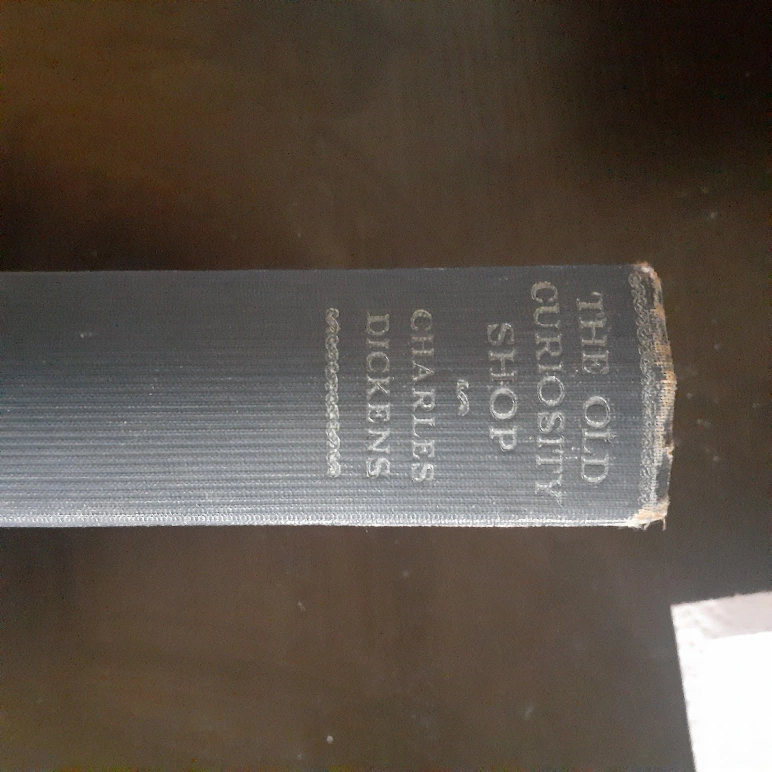 THE OLD
CURIOSITY
SHOP
CHARLES
DICKENS